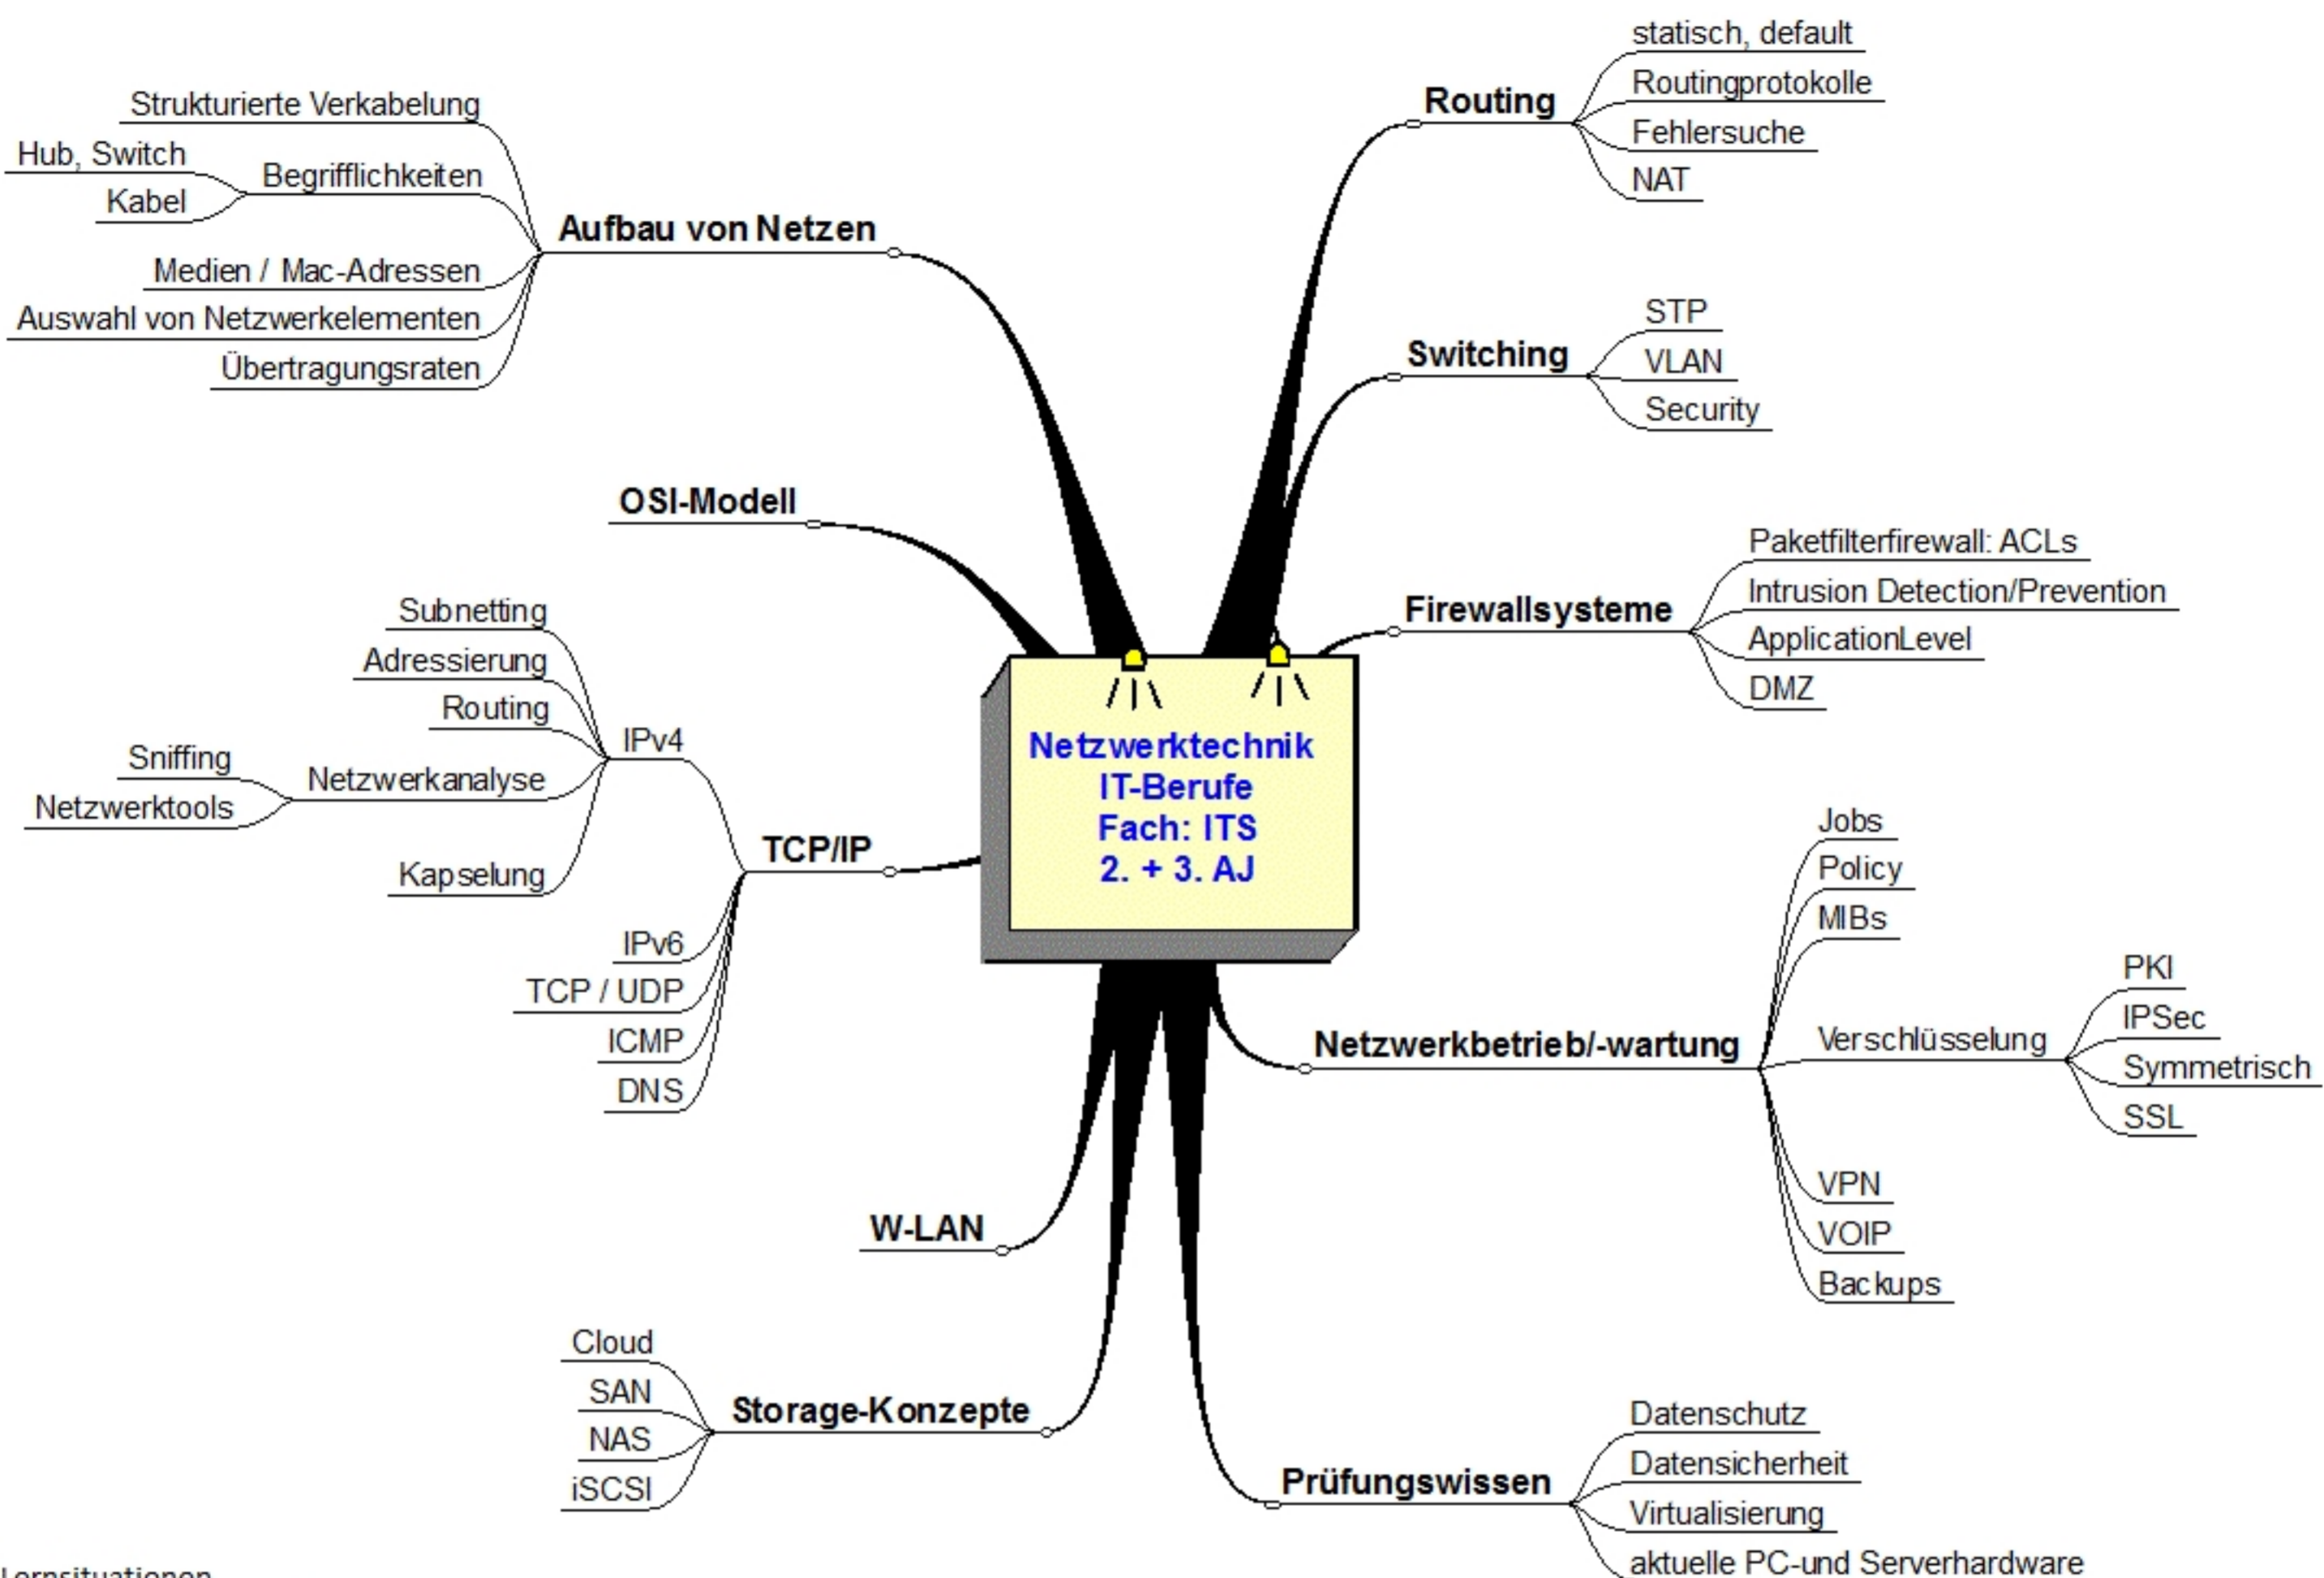 statisch, default
Routing
Routingprotokolle
Fehlersuche
NAT
Strukturierte Verkabelung
Hub, Switch
Begrifflichkeiten
Kabel
Aufbau von Netzen
Medien / Mac-Adressen
Auswahl von Netzwerkelementen
Übertragungsraten
STP
Switching
VLAN
Security
OSI-Modell
Paketfilterfirewall: ACLs
Intrusion Detection/Prevention
Firewallsysteme
ApplicationLevel
DMZ
Subnetting
Adressierung
Routing
IPv4
Sniffing
Netzwerkanalyse
Netzwerktools
Kapselung
TCP/IP
IPv6
TCP / UDP
ICMP
DNS
Netzwerktechnik
IT-Berufe
Fach: ITS
2. + 3. AJ
Jobs
Policy
MIBs
PKI
IPSec
Verschlüsselung
Netzwerkbetrieb/-wartung
Symmetrisch
SSL
VPN
VOIP
Backups
W-LAN
Cloud
SAN
Storage-Konzepte
NAS
iSCSI
Datenschutz
Datensicherheit
Prüfungswissen
Virtualisierung
aktuelle PC-und Serverhardware
Lernsituationen